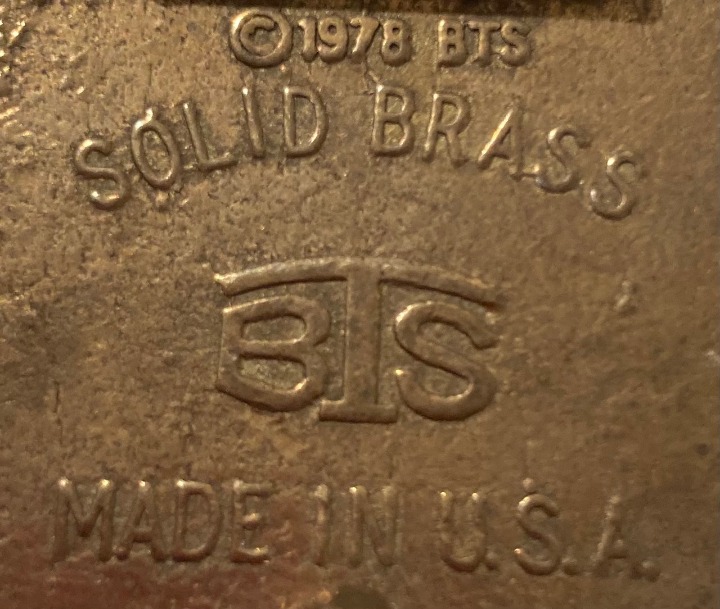 ©1978 BTS
SOLID BRASS
BTS
MADE IN U.S.A.